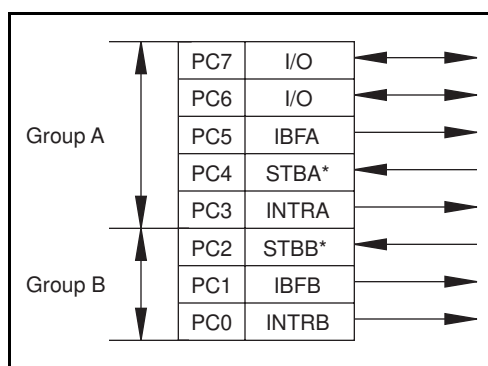 PC7 I/O
PC6 I/O
Group A PC5 IBFA
PC4 STBA*
PC3 INTRA
PC2 STBB*
Group B PC1 IBFB
PC0 INTRB